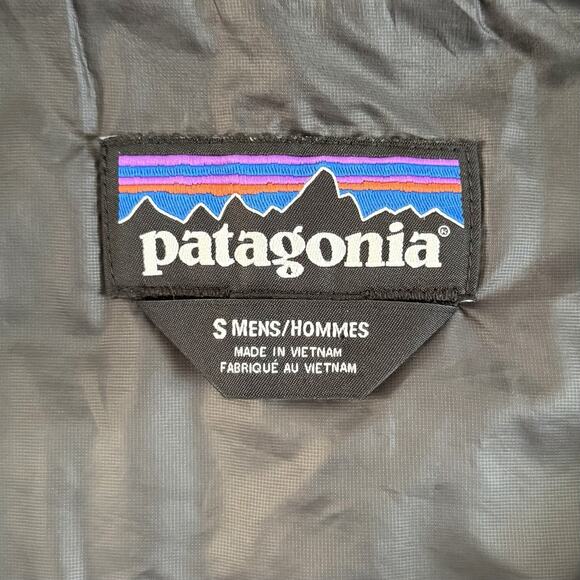 patagonia®
S MENS/HOMMES
MADE IN VIETNAM
FABRIQUÉ AU VIETNAM